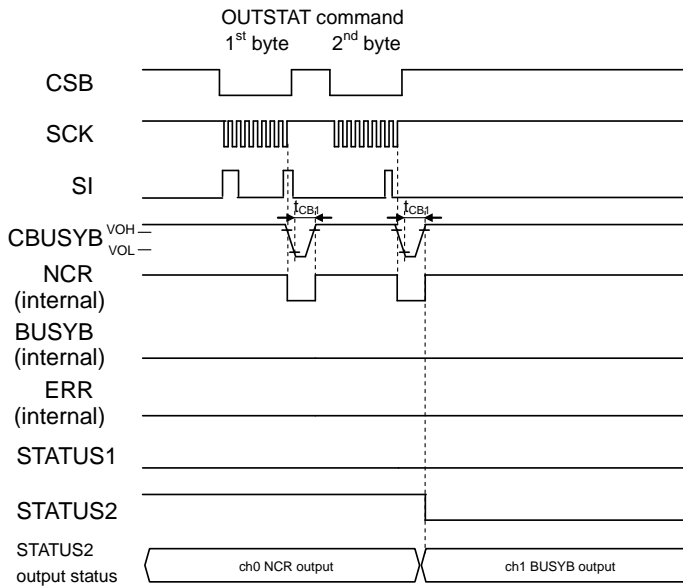 OUTSTAT command
1st byte 2nd byte
CSB
SCK
SI
tCB1 tCB1
CBUSYB VOH
VOL
NCR
(internal)
BUSYB
(internal)
ERR
(internal)
STATUS1
STATUS2
STATUS2
output status
ch0 NCR output ch1 BUSYB output